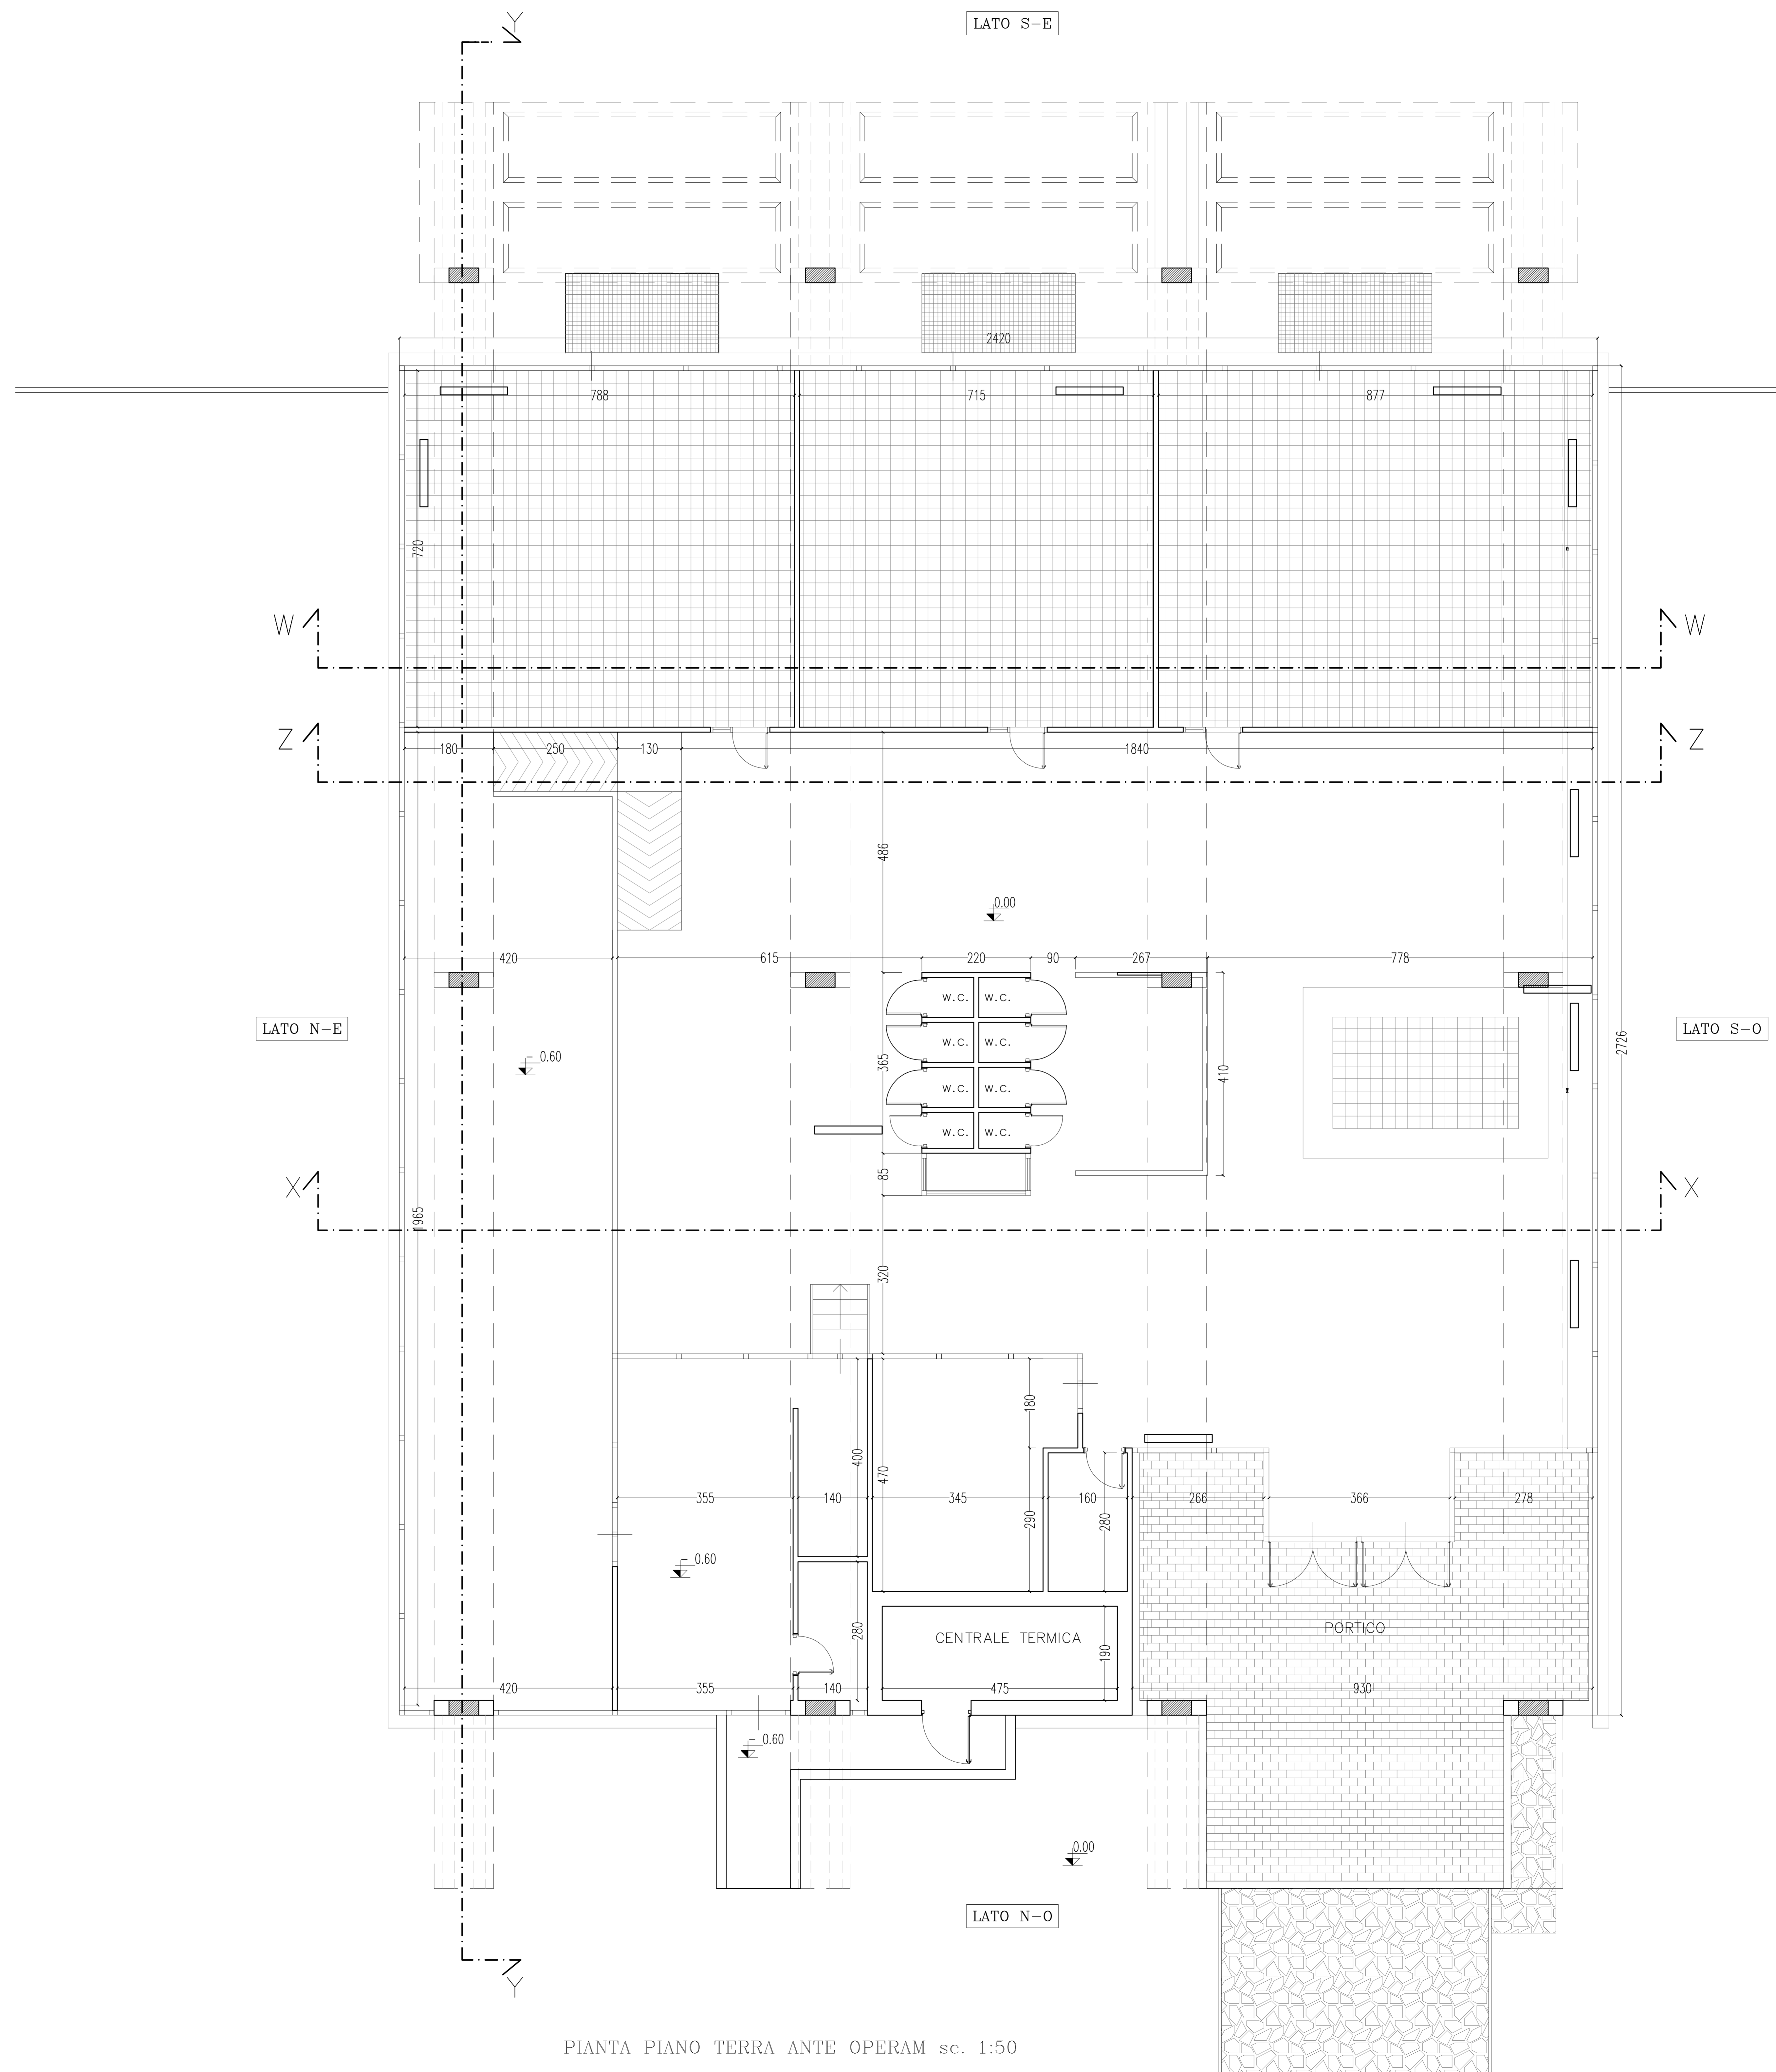 Y
LATO S-E
2420
788
715
877
720
W
W
Z
Z
180
250
130
1840
486
0.00
420
615
220
90
267
778
W.C.
W.C.
LATO N-E
LATO S-O
W.C.
W.C.
2726
- 0.60
365
410
W.C.
W.C.
W.C.
W.C.
85
X
X
1965
320
180
400
470
355
140
345
160
266
366
278
290
280
- 0.60
PORTICO
280
CENTRALE TERMICA
190
420
355
140
475
930
- 0.60
0.00
LATO N-O
Y
PIANTA PIANO TERRA ANTE OPERAM sc. 1:50